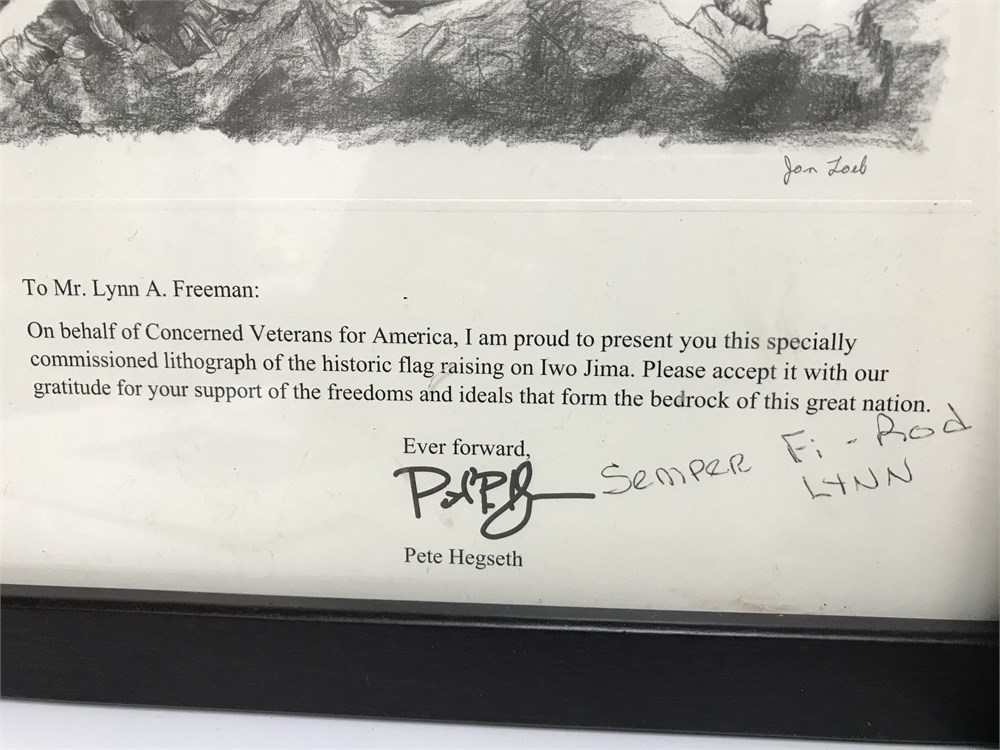 Jon Loeb
To Mr. Lynn A. Freeman:
On behalf of Concerned Veterans for America, I am proud to present you this specially
commissioned lithograph of the historic flag raising on Iwo Jima. Please accept it with our
gratitude for your support of the freedoms and ideals that form the bedrock of this great nation.
Ever forward,
Semper Fi - Rod
LYNN
Pete Hegseth